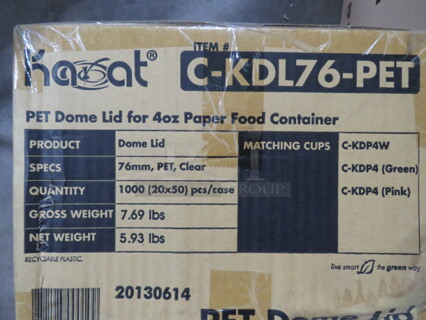 ITEM #
Karat® C-KDL76-PET
PET Dome Lid for 4oz Paper Food Container
PRODUCT Dome Lid MATCHING CUPS C-KDP4W
SPECS 76mm, PET, Clear C-KDP4 (Green)
QUANTITY 1000 (20x50) pcs/case C-KDP4 (Pink)
GROSS WEIGHT 7.69 lbs
NET WEIGHT 5.93 lbs
RECYCLABLE PLASTIC. live smart the green way
20130614
PET Dome Lid